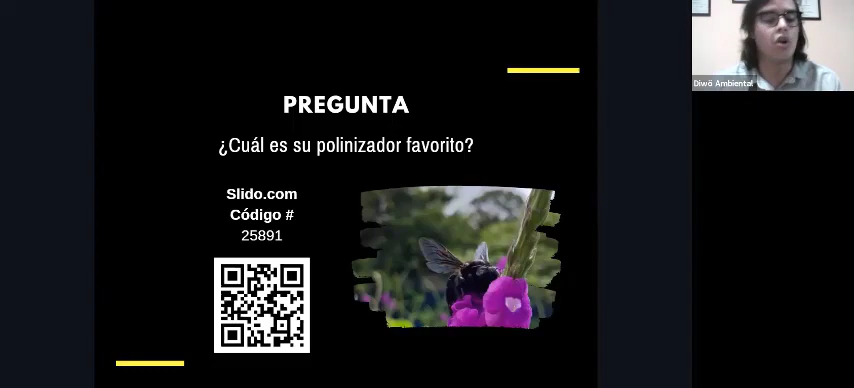 PREGUNTA
¿Cuál es su polinizador favorito?
Slido.com
Código #
25891
Diwö Ambiental